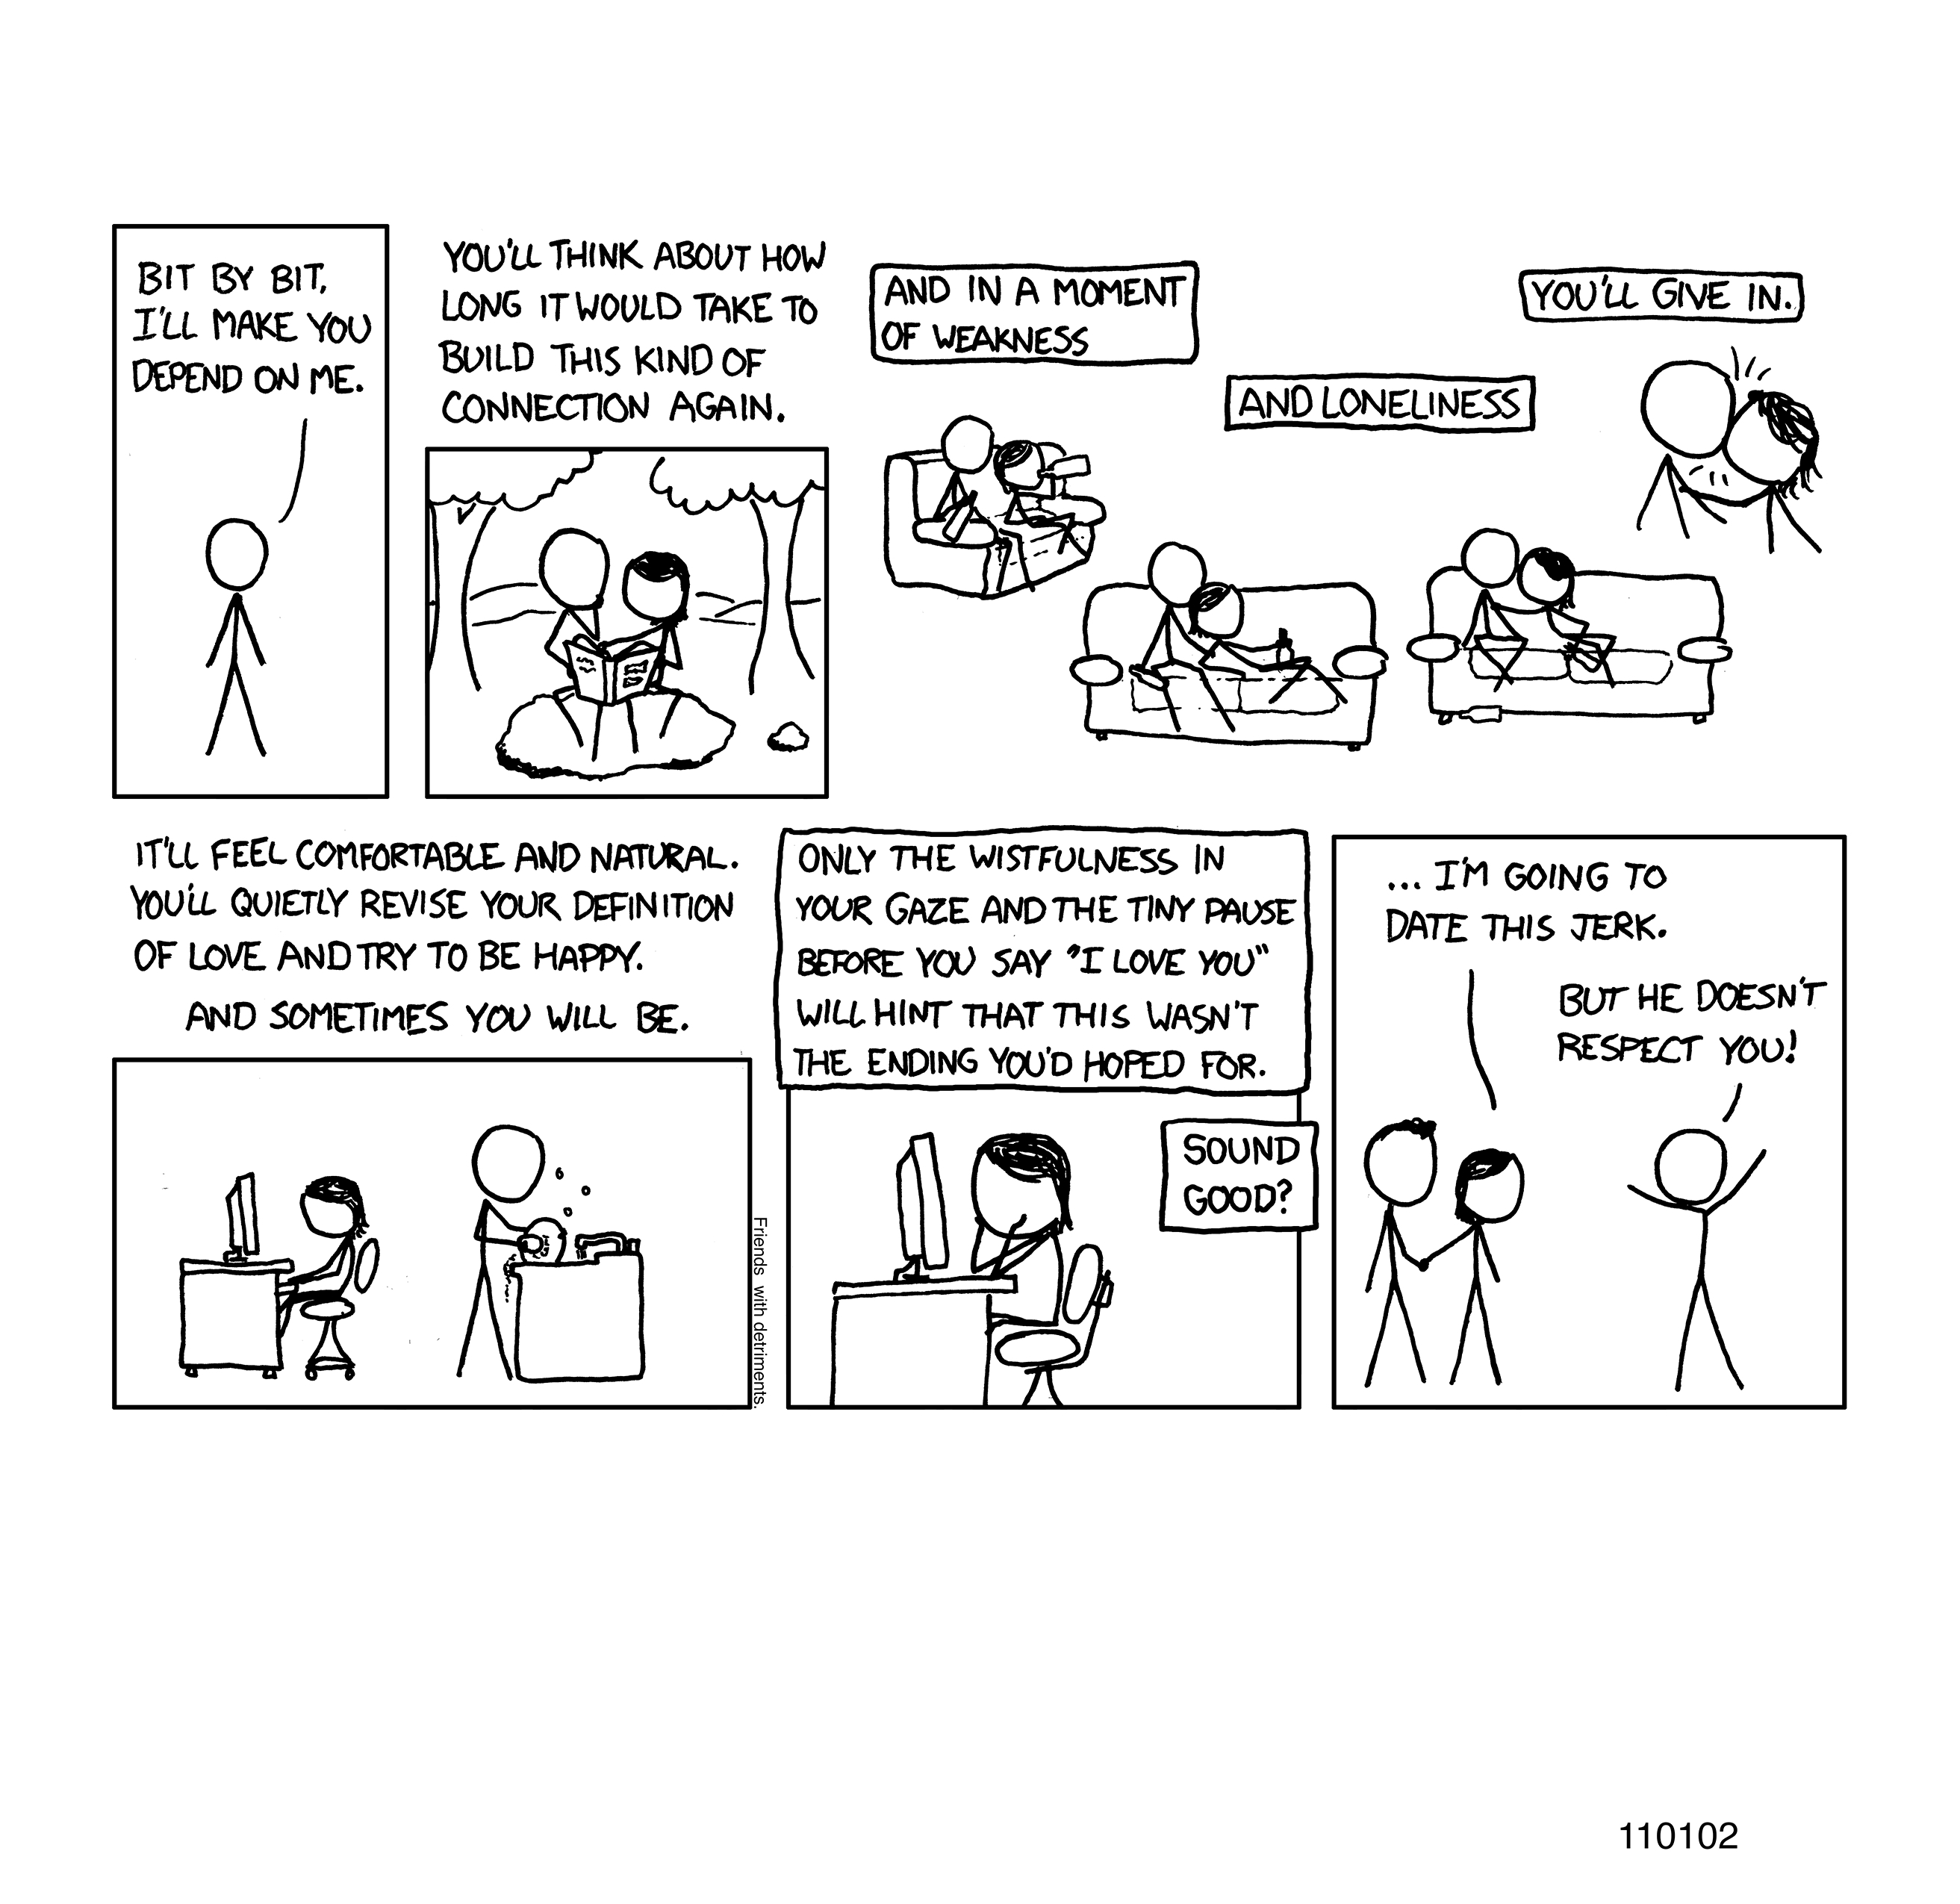 BIT BY BIT,
I'LL MAKE YOU
DEPEND ON ME.
YOU'LL THINK ABOUT HOW
LONG IT WOULD TAKE TO
BUILD THIS KIND OF
CONNECTION AGAIN.
AND IN A MOMENT
OF WEAKNESS
AND LONELINESS
YOU'LL GIVE IN.
IT'LL FEEL COMFORTABLE AND NATURAL.
YOU'LL QUIETLY REVISE YOUR DEFINITION
OF LOVE AND TRY TO BE HAPPY.
AND SOMETIMES YOU WILL BE.
Friends with detriments.
ONLY THE WISTFULNESS IN
YOUR GAZE AND THE TINY PAUSE
BEFORE YOU SAY "I LOVE YOU"
WILL HINT THAT THIS WASN'T
THE ENDING YOU'D HOPED FOR.
SOUND
GOOD?
... I'M GOING TO
DATE THIS JERK.
BUT HE DOESN'T
RESPECT YOU!
110102